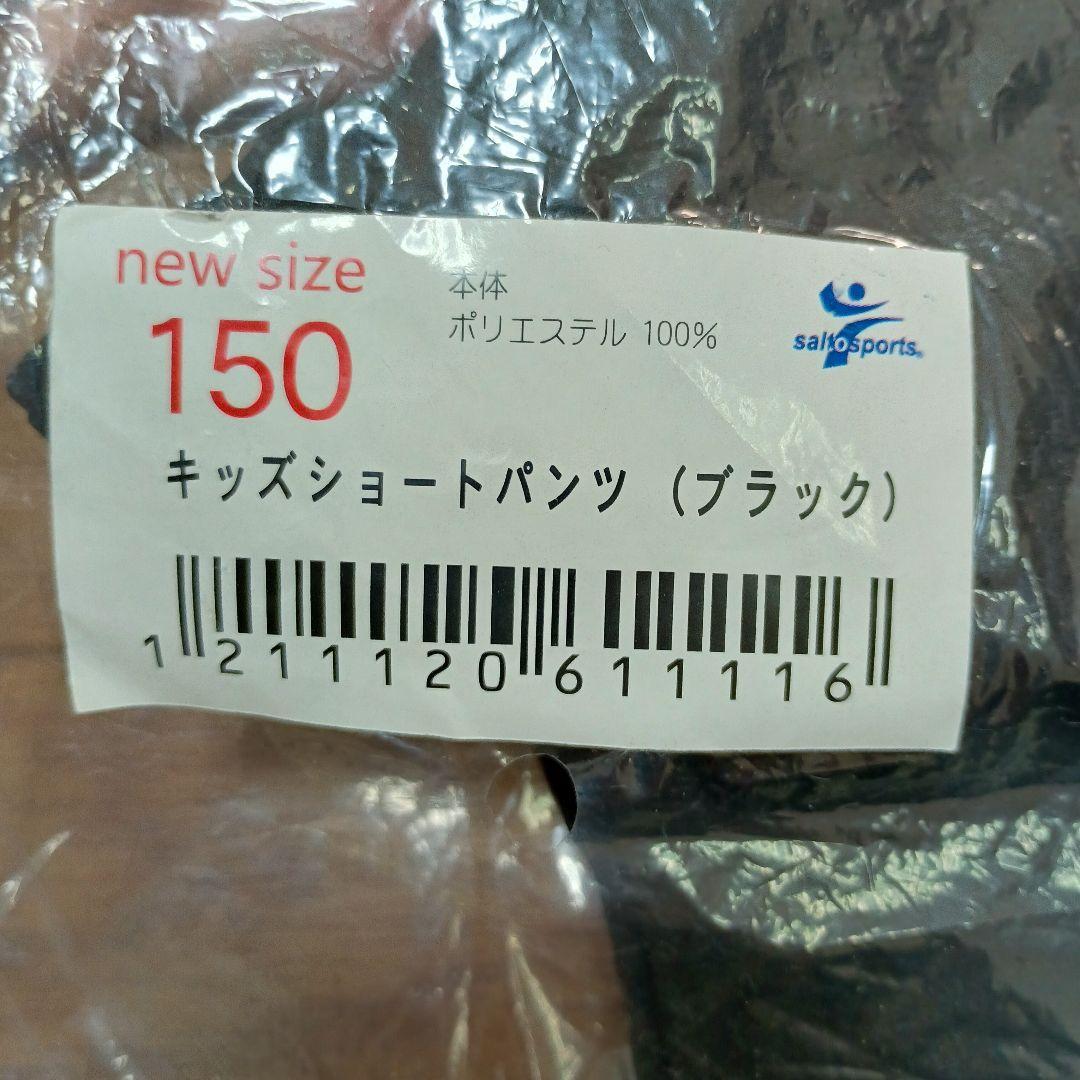 new size
150
本体
ポリエステル 100%
saltosports®
キッズショートパンツ (ブラック)
1 211120 611116